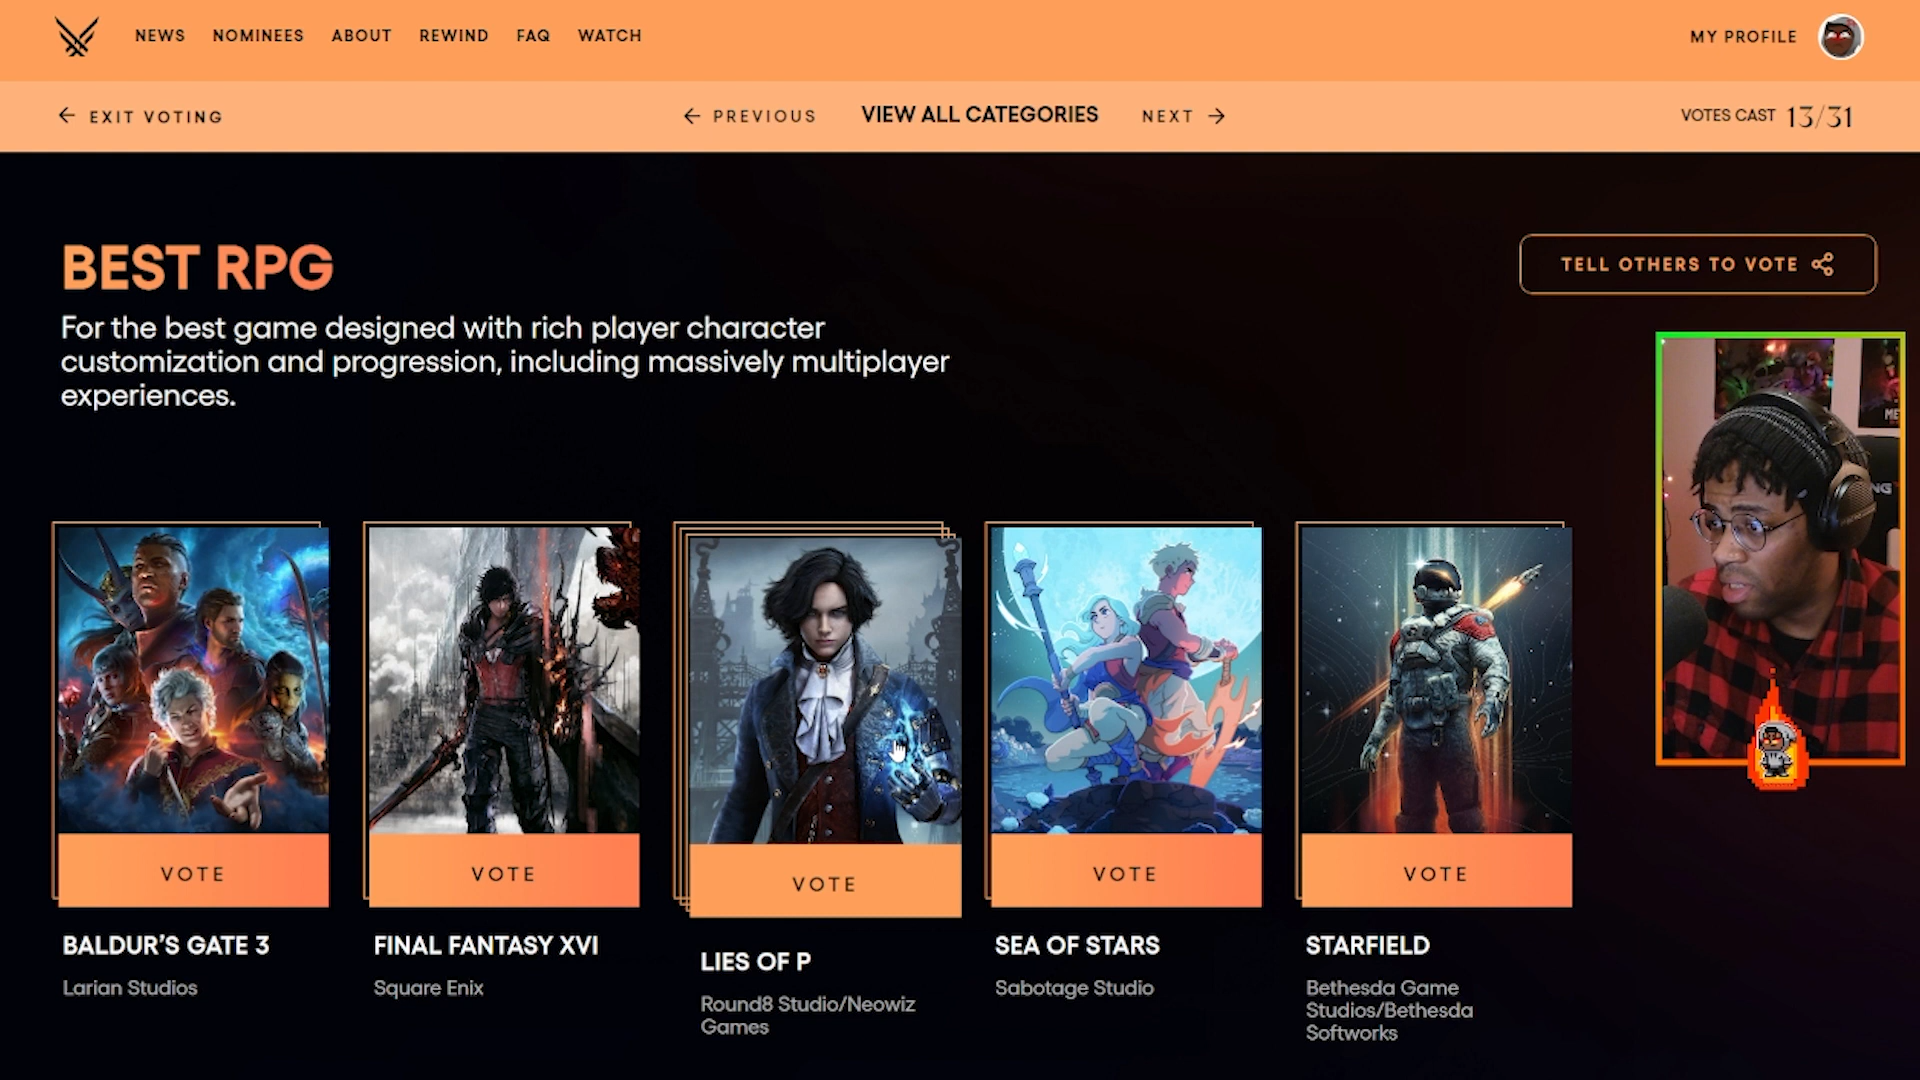 NEWS NOMINEES ABOUT REWIND FAQ WATCH MY PROFILE
EXIT VOTING PREVIOUS VIEW ALL CATEGORIES NEXT VOTES CAST 13/31
BEST RPG
TELL OTHERS TO VOTE
For the best game designed with rich player character
customization and progression, including massively multiplayer
experiences.
VOTE
BALDUR'S GATE 3
Larian Studios
VOTE
FINAL FANTASY XVI
Square Enix
VOTE
LIES OF P
Round8 Studio/Neowiz
Games
VOTE
SEA OF STARS
Sabotage Studio
VOTE
STARFIELD
Bethesda Game
Studios/Bethesda
Softworks